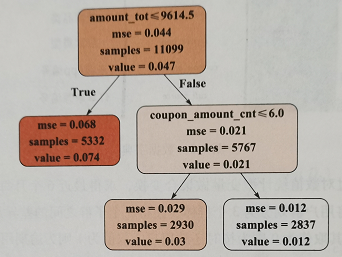 amount_tot≤9614.5
mse = 0.044
samples = 11099
value = 0.047
True
False
mse = 0.068
samples = 5332
value = 0.074
coupon_amount_cnt≤6.0
mse = 0.021
samples = 5767
value = 0.021
mse = 0.029
samples = 2930
value = 0.03
mse = 0.012
samples = 2837
value = 0.012